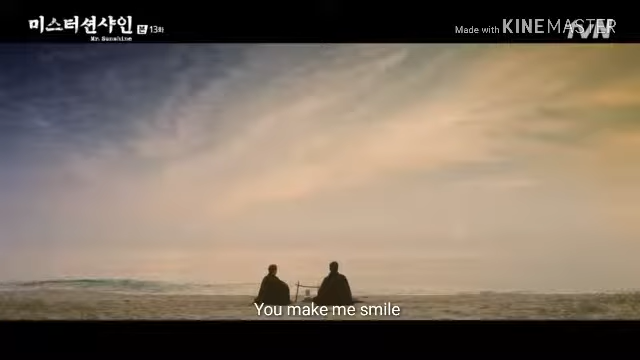 미스터션샤인 본 13화
Mr. Sunshine
Made with KINEMASTER
tvN
You make me smile